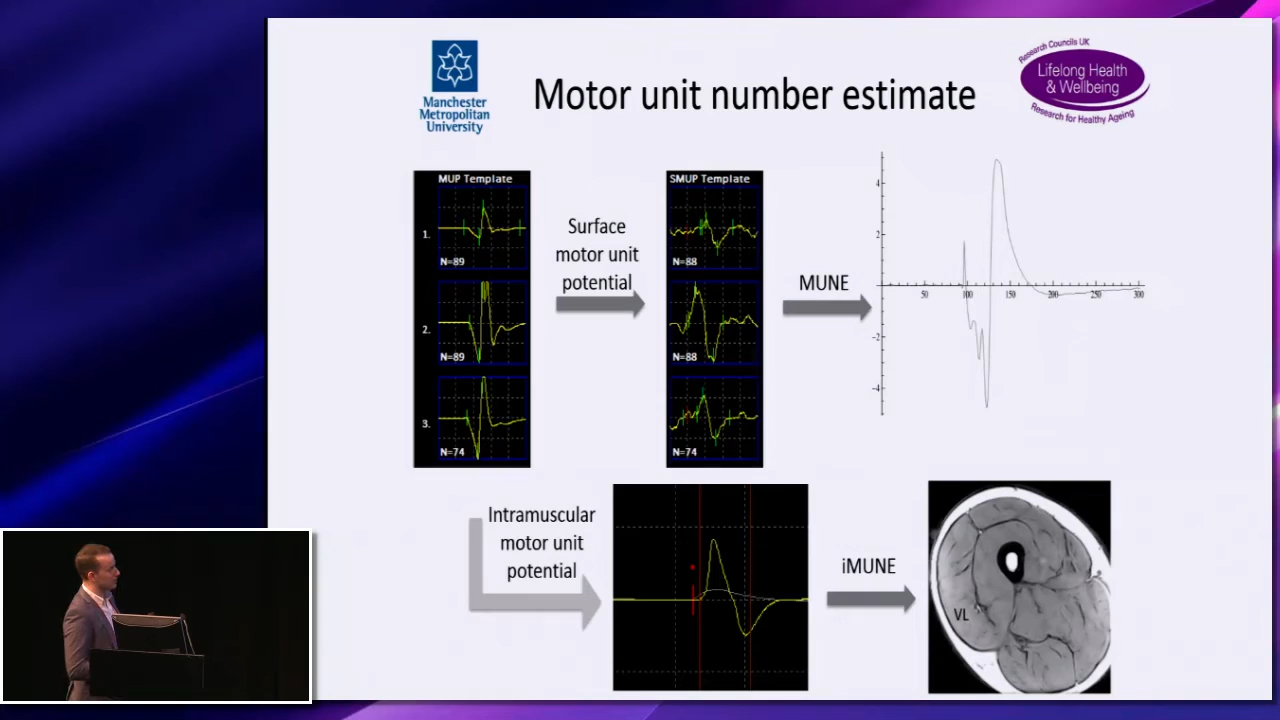 Manchester
Metropolitan
University
Motor unit number estimate
Research Councils UK
Lifelong Health
& Wellbeing
Research for Healthy Ageing
MUP Template
1.
N=89
2.
N=89
3.
N=74
Surface
motor unit
potential
SMUP Template
N=88
N=88
N=74
MUNE
4
2
-2
-4
50
100
150
200
250
300
Intramuscular
motor unit
potential
iMUNE
VL